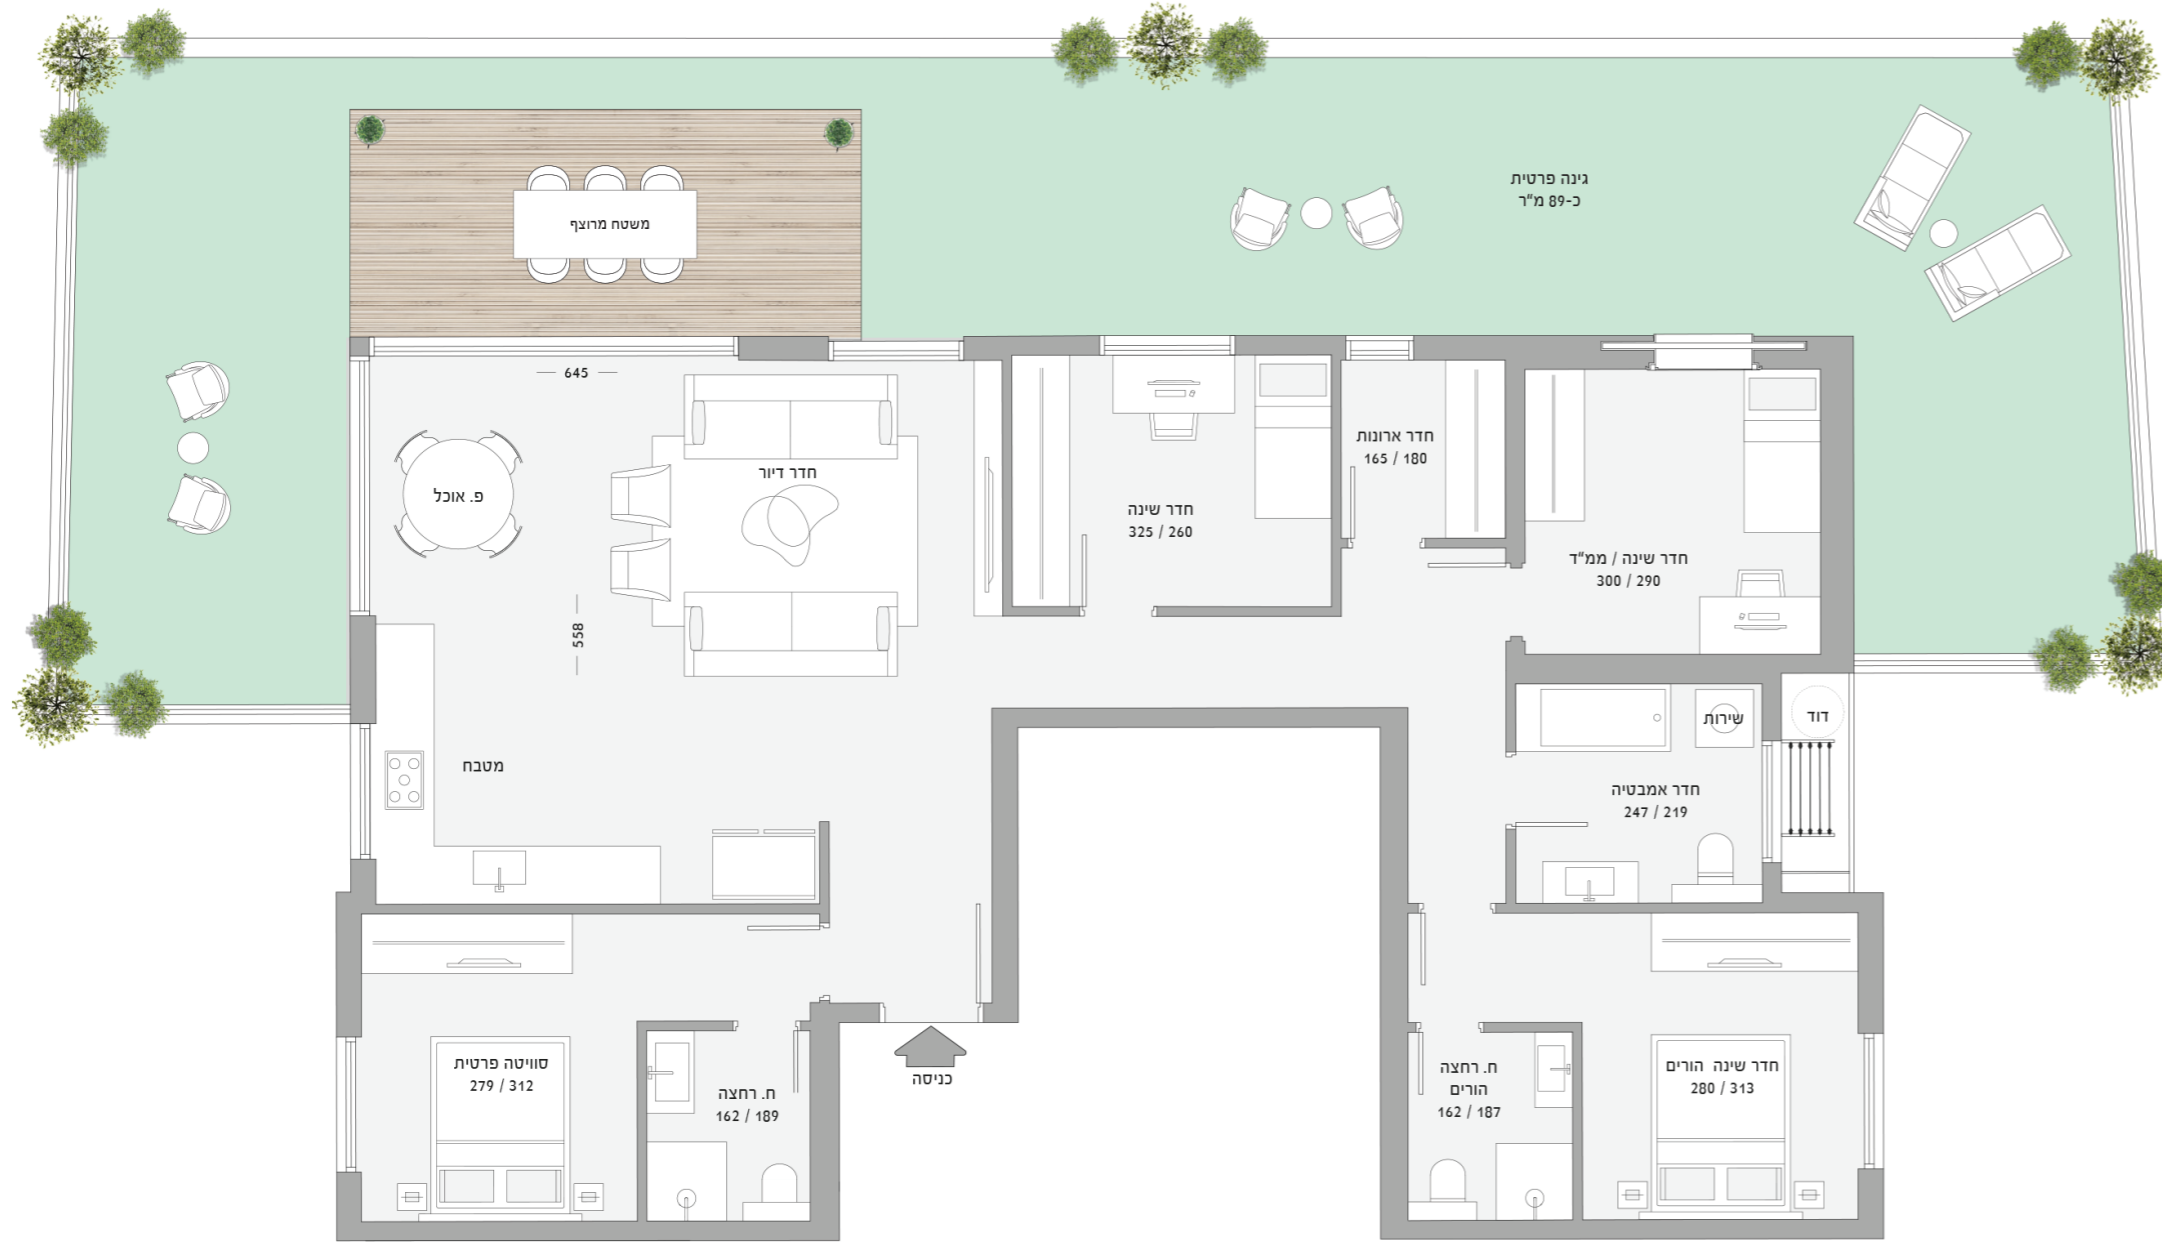 גינה פרטית
כ-89 מ"ר
משטח מרוצף
645
חדר דיור
פ. אוכל
558
מטבח
חדר שינה
325 / 260
חדר ארונות
165 / 180
חדר שינה / ממ"ד
300 / 290
שירות
דוד
חדר אמבטיה
247 / 219
סוויטה פרטית
279 / 312
ח. רחצה
162 / 189
כניסה
ח. רחצה
הורים
162 / 187
חדר שינה הורים
280 / 313